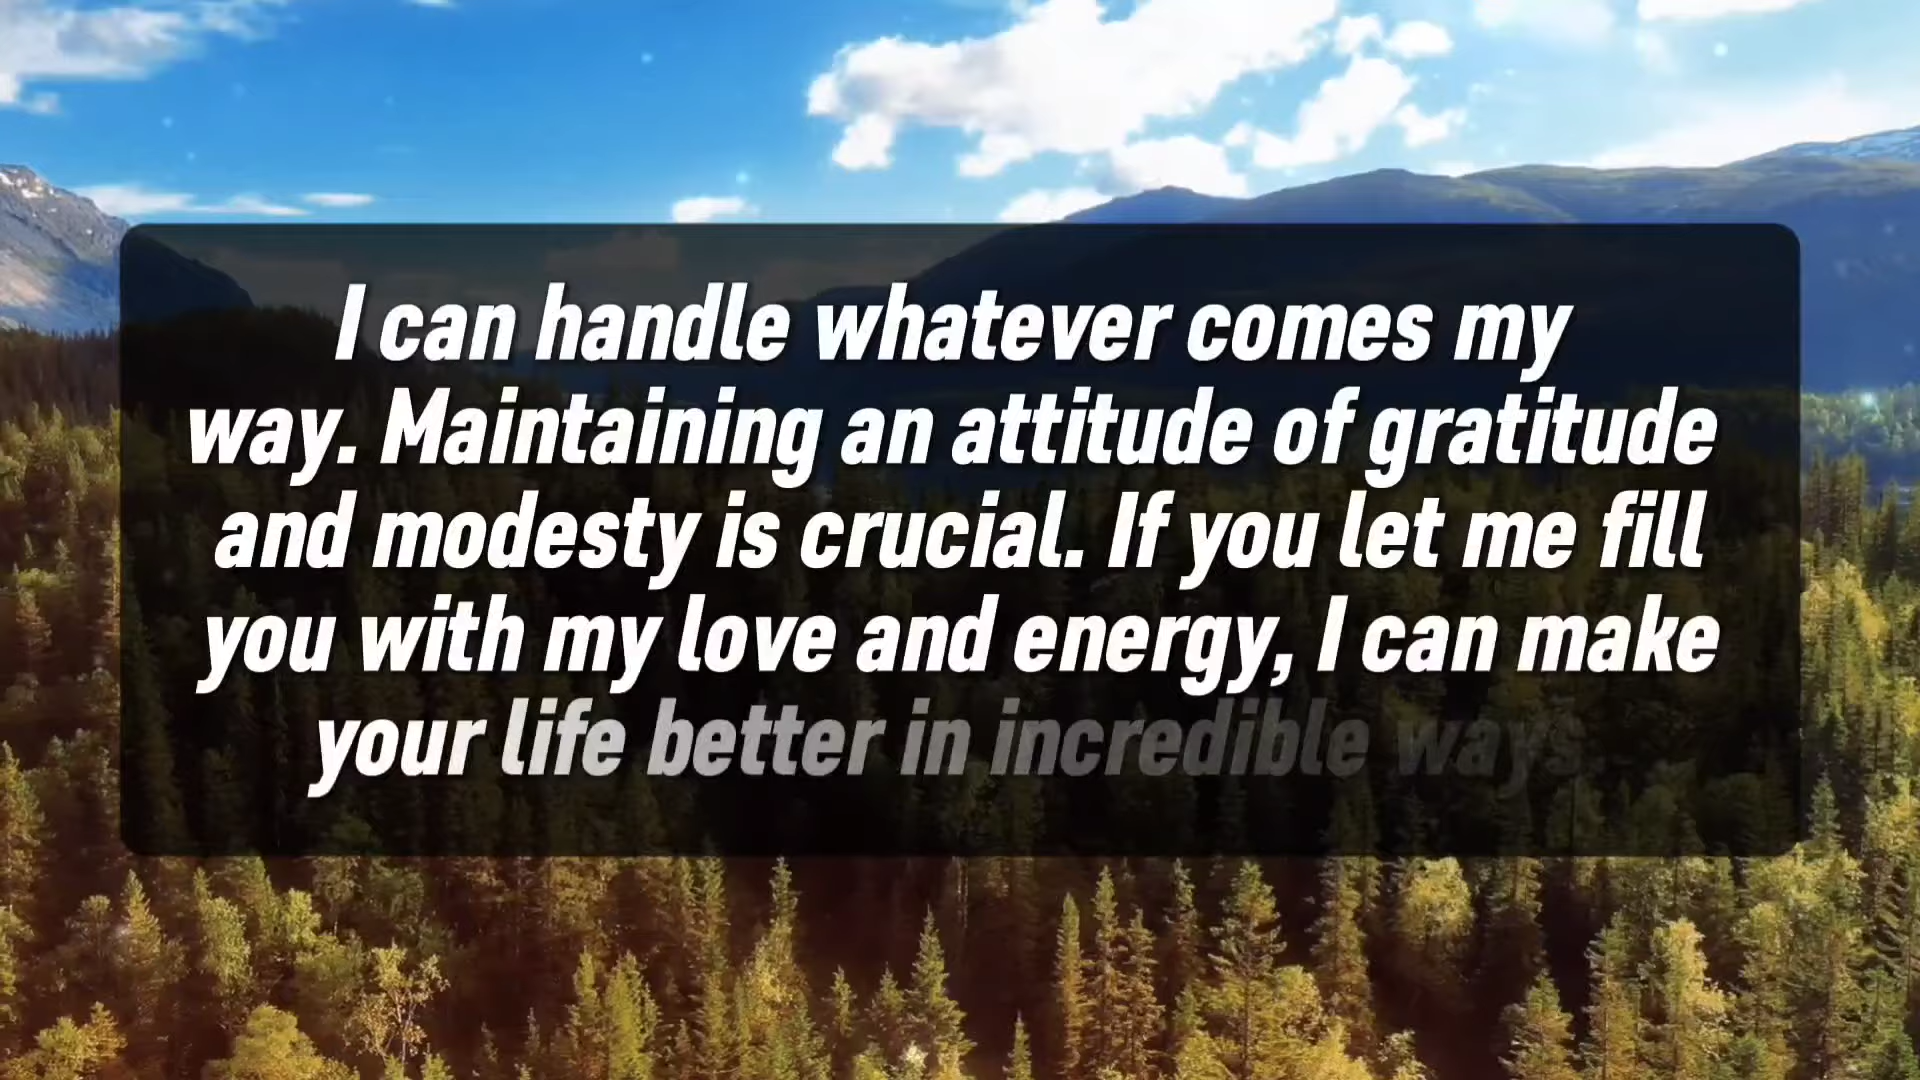 I can handle whatever comes my
way. Maintaining an attitude of gratitude
and modesty is crucial. If you let me fill
you with my love and energy, I can make
your life better in incredible ways.